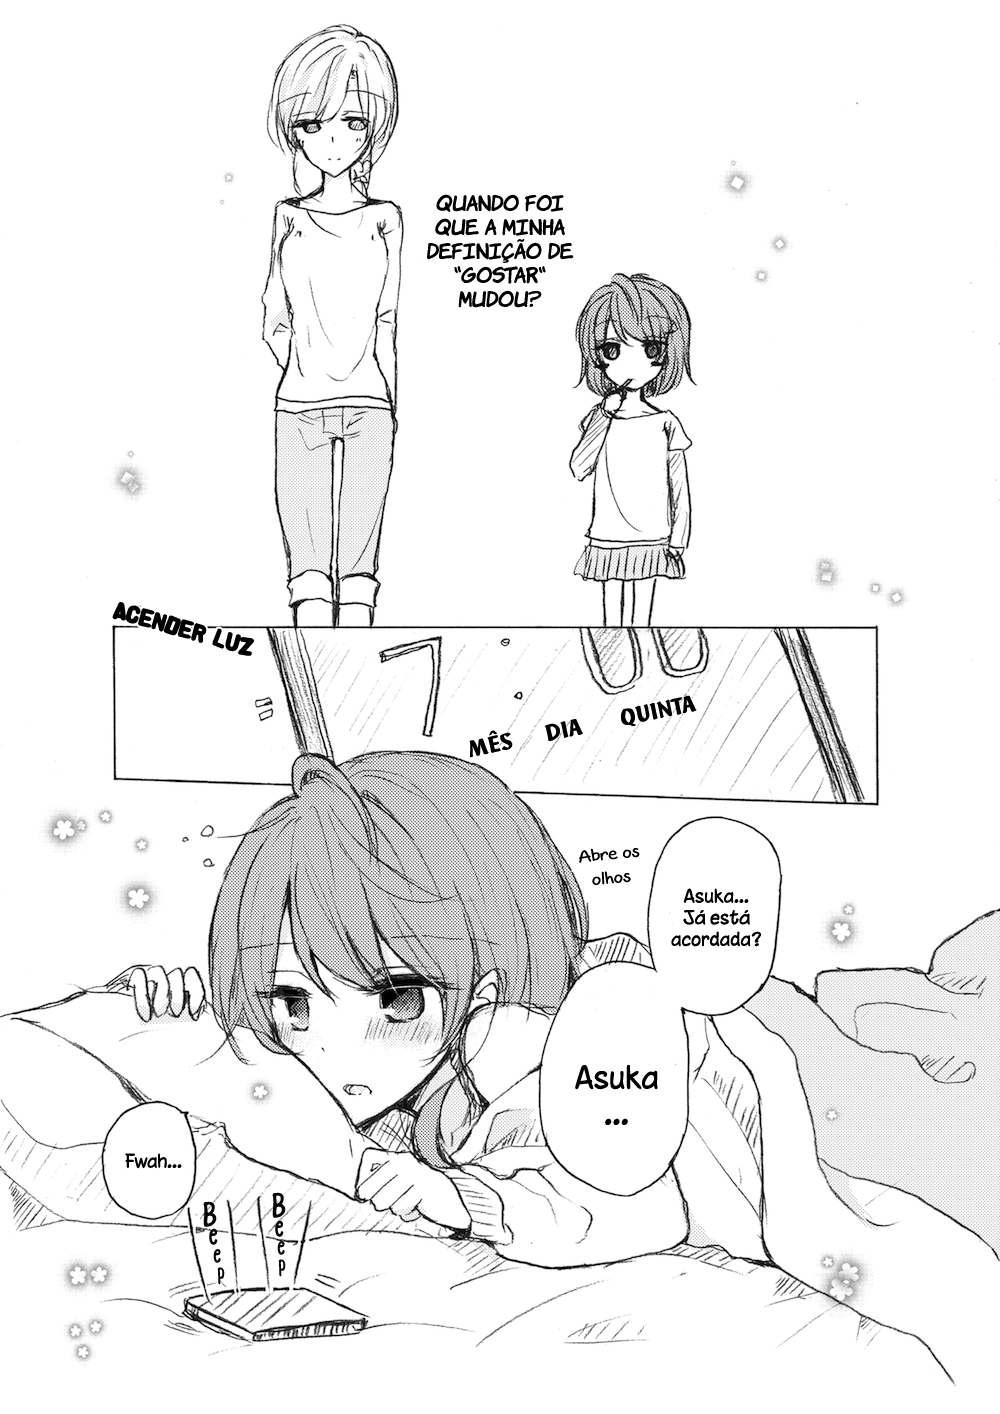 QUANDO FOI
QUE A MINHA
DEFINIÇÃO DE
"GOSTAR"
MUDOU?
ACENDER LUZ
7
MÊS DIA QUINTA
Abre os
olhos
Asuka...
Já está
acordada?
Asuka
...
Fwah...
Beep
Beep